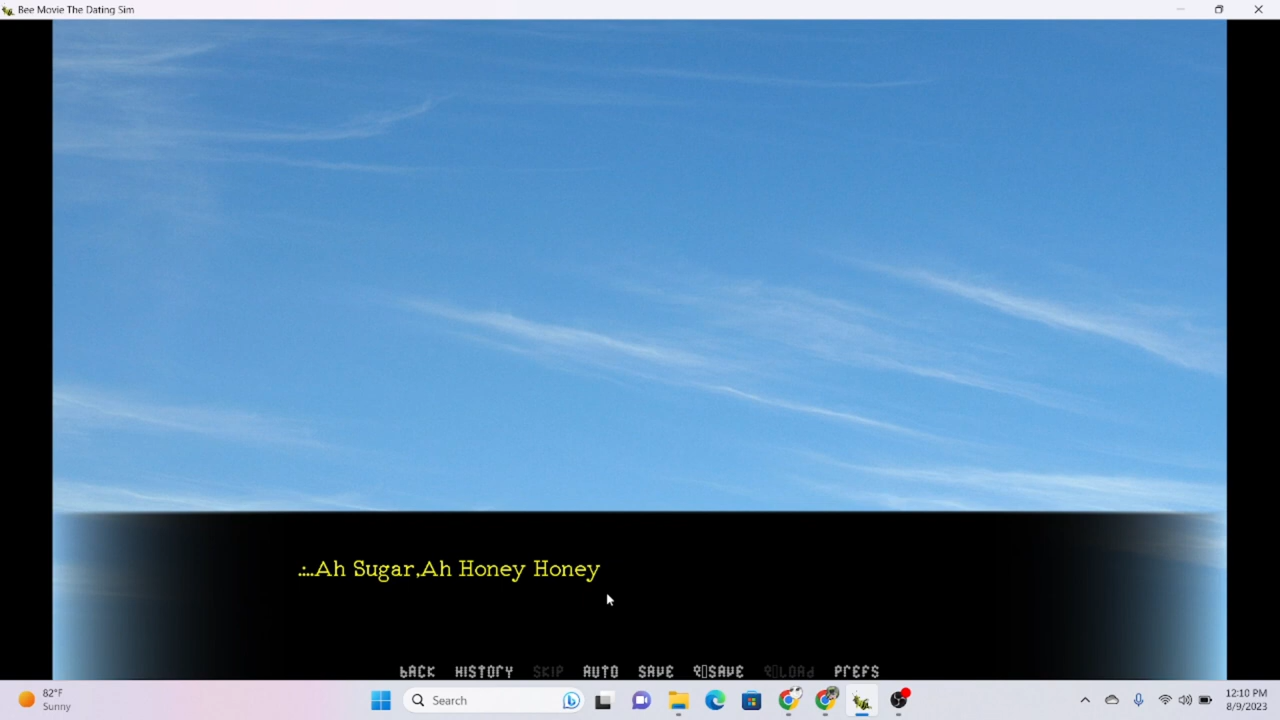 Bee Movie The Dating Sim
.:..Ah Sugar,Ah Honey Honey
bACK HISTORY SKIP AUTO SAVE Q▯SAVE Q▯LOAd PREFS
82°F
Sunny
Search
12:10 PM
8/9/2023